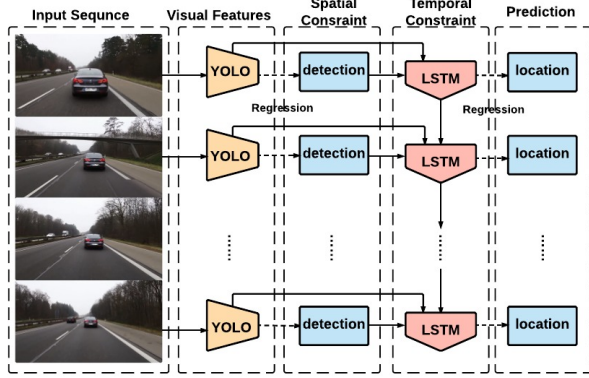 Input Sequnce
Visual Features
Spatial
Consraint
Temporal
Constraint
Prediction
YOLO
detection
LSTM
location
Regression
Regression
YOLO
detection
LSTM
location
YOLO
detection
LSTM
location